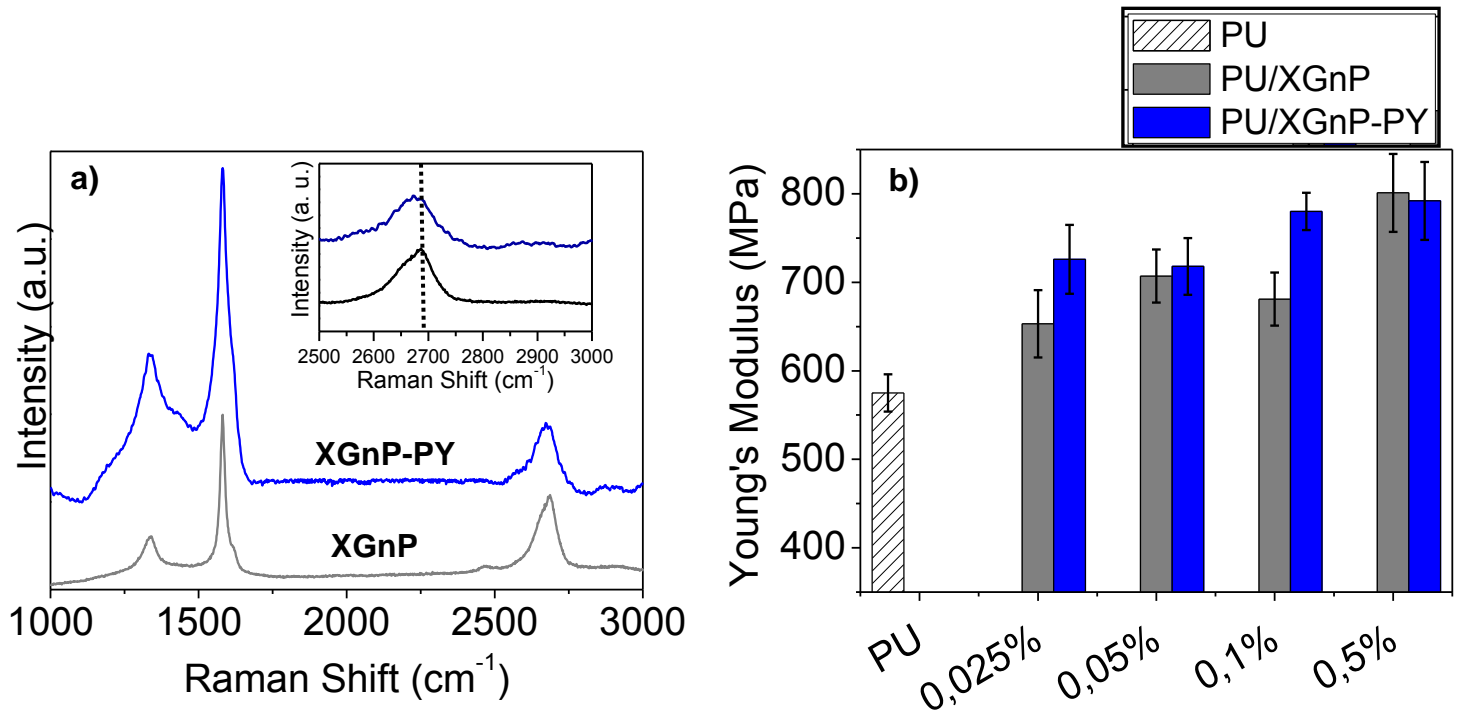 a)
Intensity (a.u.)
XGnP-PY
XGnP
1000 1500 2000 2500 3000
Raman Shift (cm⁻¹)
Intensity (a. u.)
2500 2600 2700 2800 2900 3000
Raman Shift (cm⁻¹)
PU
PU/XGnP
PU/XGnP-PY
b)
Young's Modulus (MPa)
800
700
600
500
400
PU 0,025% 0,05% 0,1% 0,5%